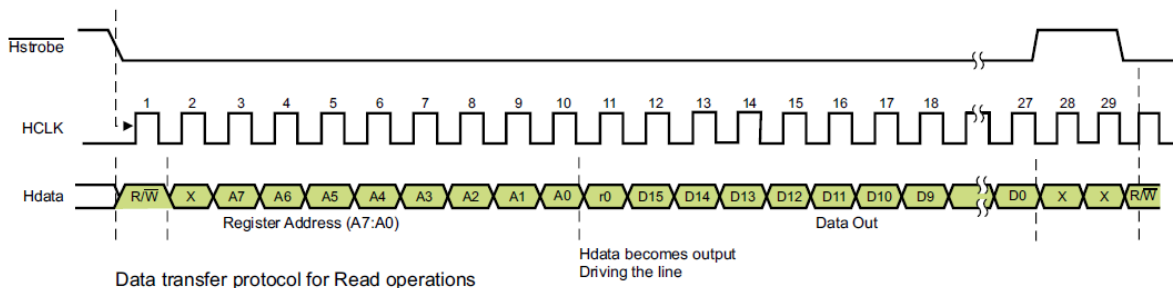 Hstrobe
1 2 3 4 5 6 7 8 9 10 11 12 13 14 15 16 17 18 27 28 29
HCLK
Hdata R/W X A7 A6 A5 A4 A3 A2 A1 A0 r0 D15 D14 D13 D12 D11 D10 D9 D0 X X R/W
Register Address (A7:A0) Data Out
Hdata becomes output
Driving the line
Data transfer protocol for Read operations